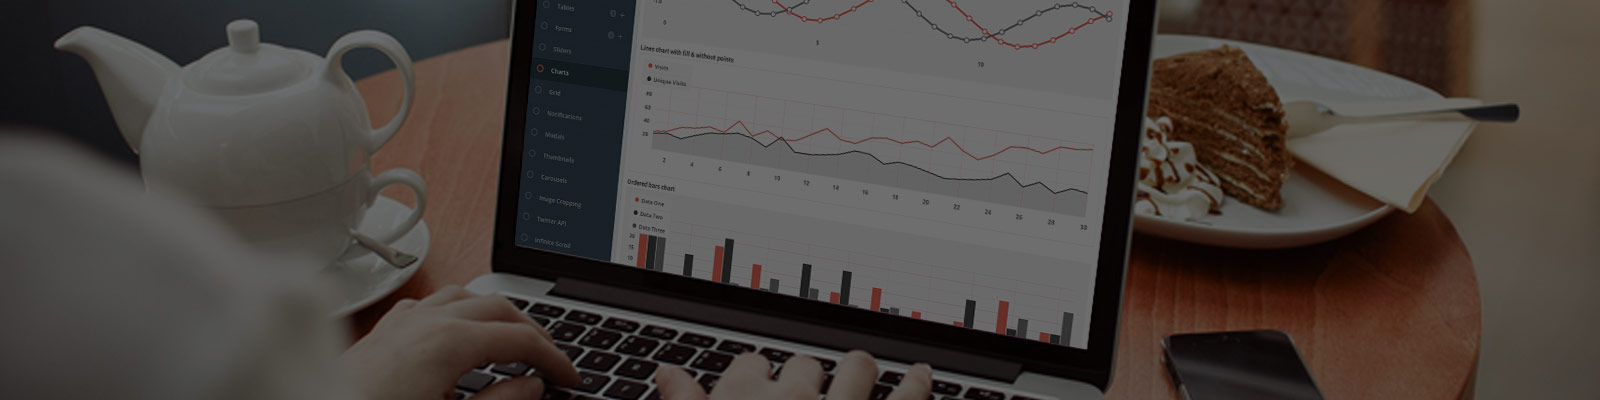 Tables
Forms
Sliders
Charts
Grid
Notifications
Modals
Thumbnails
Carousels
Image Cropping
Twitter API
Infinite Scroll
0
5
10
Lines chart with fill & without points
Visits
Unique Visits
80
60
40
20
2 4 6 8 10 12 14 16 18 20 22 24 26 28 30
Ordered bars chart
Data One
Data Two
Data Three
20
15
10